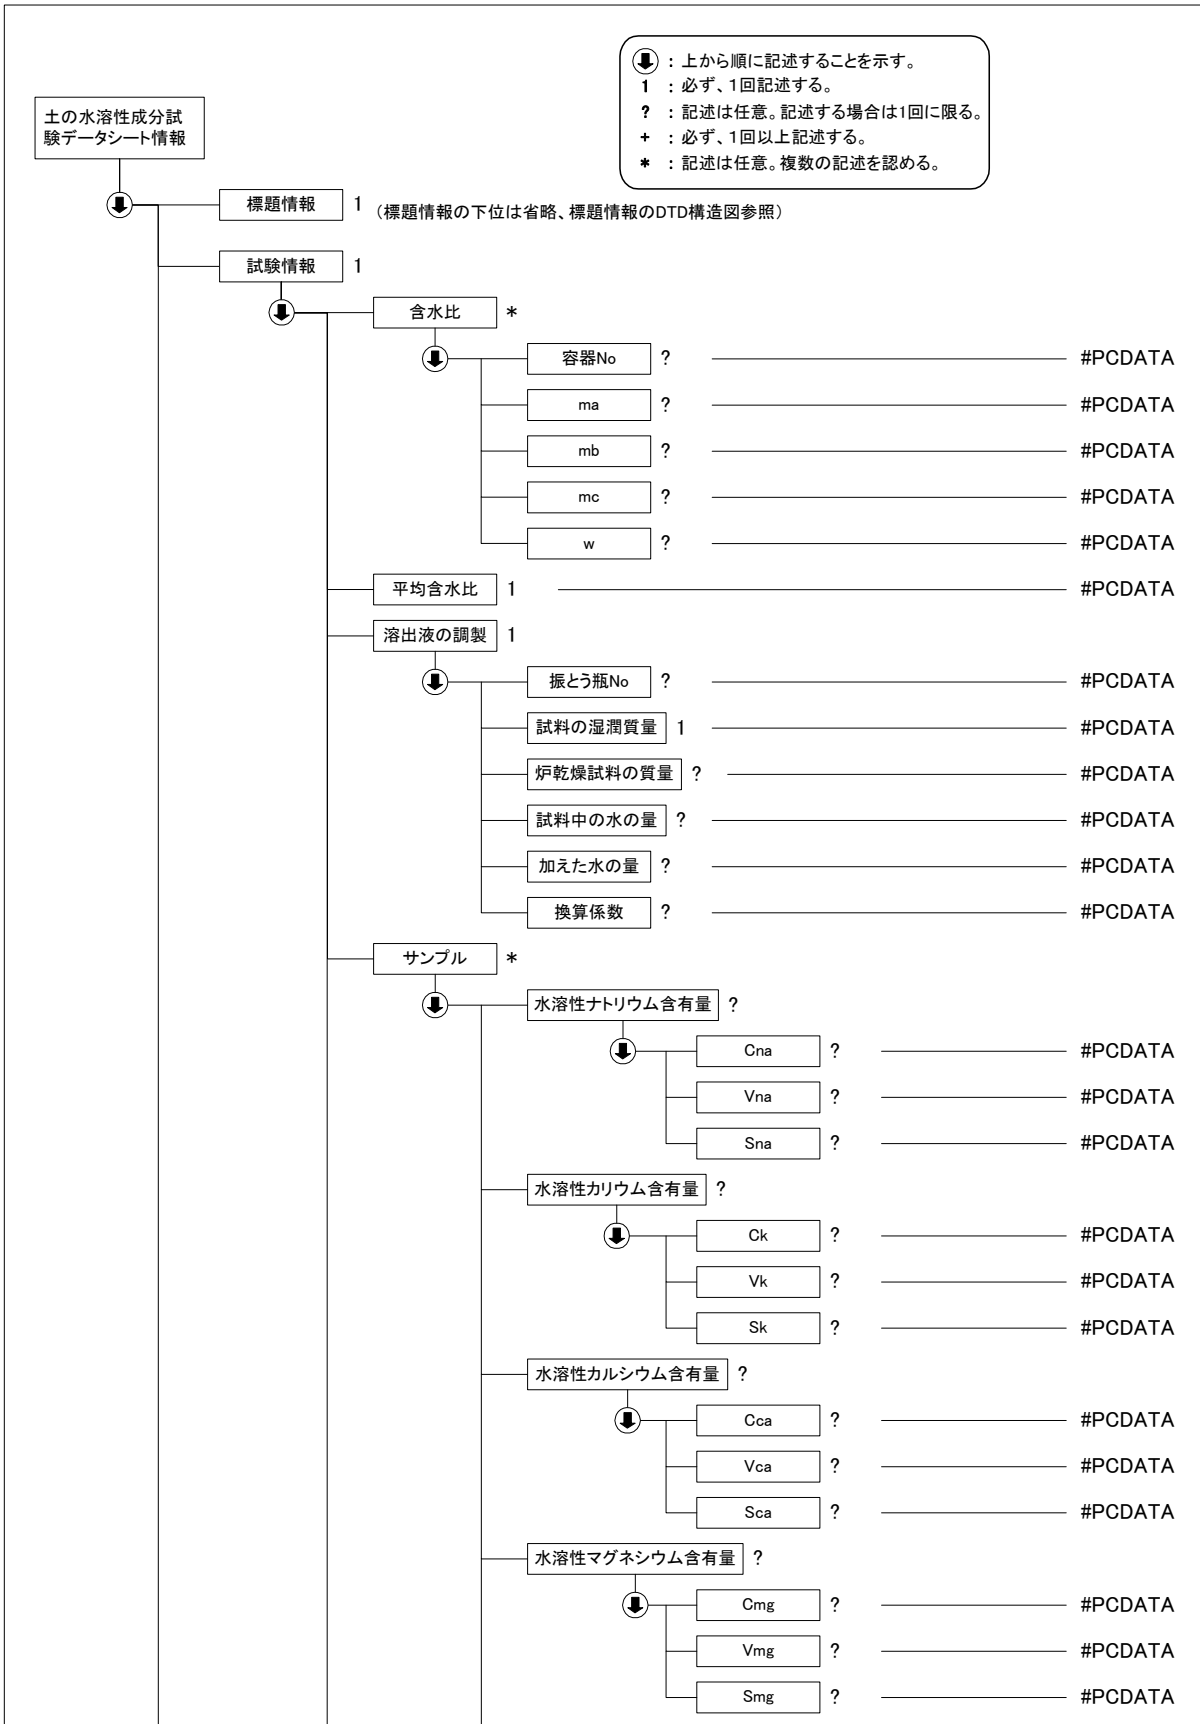 ：上から順に記述することを示す。
1 ：必ず、1回記述する。
? ：記述は任意。記述する場合は1回に限る。
+ ：必ず、1回以上記述する。
* ：記述は任意。複数の記述を認める。
土の水溶性成分試
験データシート情報
標題情報 1 （標題情報の下位は省略、標題情報のDTD構造図参照）
試験情報 1
含水比 *
容器No ? #PCDATA
ma ? #PCDATA
mb ? #PCDATA
mc ? #PCDATA
w ? #PCDATA
平均含水比 1 #PCDATA
溶出液の調製 1
振とう瓶No ? #PCDATA
試料の湿潤質量 1 #PCDATA
炉乾燥試料の質量 ? #PCDATA
試料中の水の量 ? #PCDATA
加えた水の量 ? #PCDATA
換算係数 ? #PCDATA
サンプル *
水溶性ナトリウム含有量 ?
Cna ? #PCDATA
Vna ? #PCDATA
Sna ? #PCDATA
水溶性カリウム含有量 ?
Ck ? #PCDATA
Vk ? #PCDATA
Sk ? #PCDATA
水溶性カルシウム含有量 ?
Cca ? #PCDATA
Vca ? #PCDATA
Sca ? #PCDATA
水溶性マグネシウム含有量 ?
Cmg ? #PCDATA
Vmg ? #PCDATA
Smg ? #PCDATA